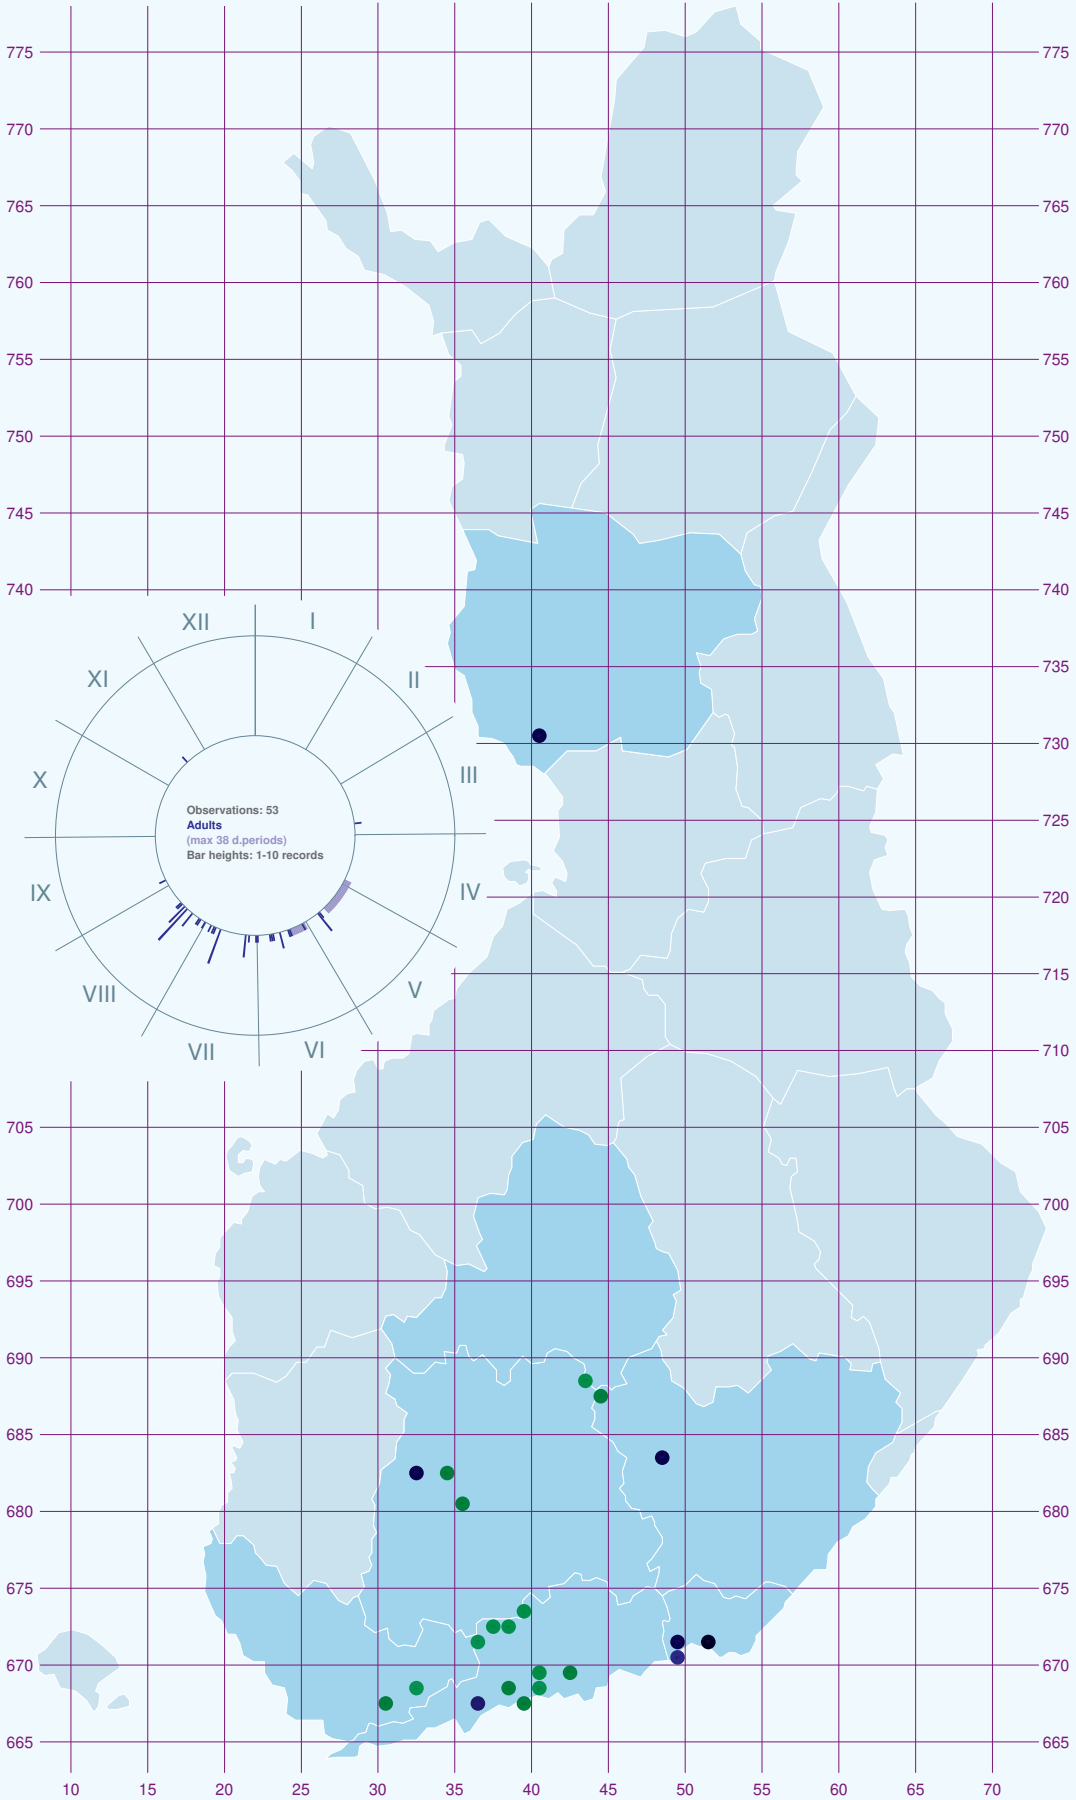 775 775
770 770
765 765
760 760
755 755
750 750
745 745
740 740
XII I
XI II
735
730
X III
725
Observations: 53
Adults
(max 38 d.periods)
Bar heights: 1-10 records
IX IV
720
VIII V
715
VII VI
710
705 705
700 700
695 695
690 690
685 685
680 680
675 675
670 670
665 665
10 15 20 25 30 35 40 45 50 55 60 65 70